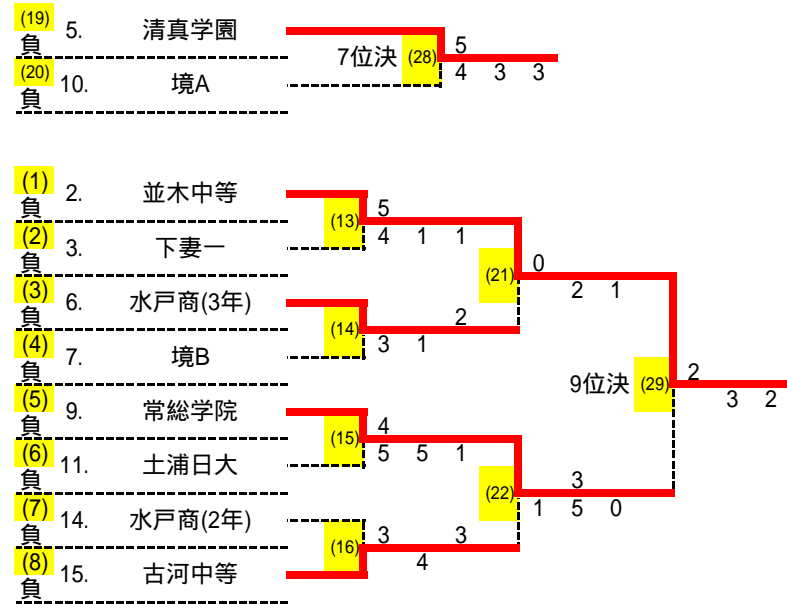 (19)
負 5. 清真学園
(20)
負 10. 境A
7位決 (28)
5
4 3 3
(1)
負 2. 並木中等
(2)
負 3. 下妻一
(3)
負 6. 水戸商(3年)
(4)
負 7. 境B
(5)
負 9. 常総学院
(6)
負 11. 土浦日大
(7)
負 14. 水戸商(2年)
(8)
負 15. 古河中等
(13)
5
4 1 1
(14)
2
3 1
(15)
4
5 5 1
(16)
3 3
4
(21)
0
2 1
(22)
3
1 5 0
9位決 (29)
2
3 2